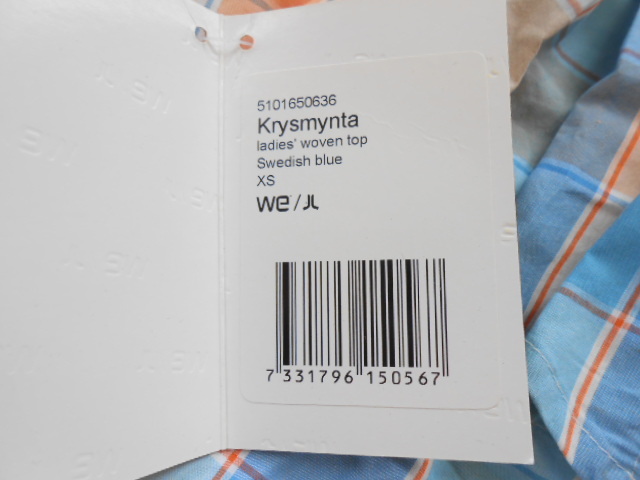 5101650636
Krysmynta
ladies' woven top
Swedish blue
XS
we / JL
7 331796 150567